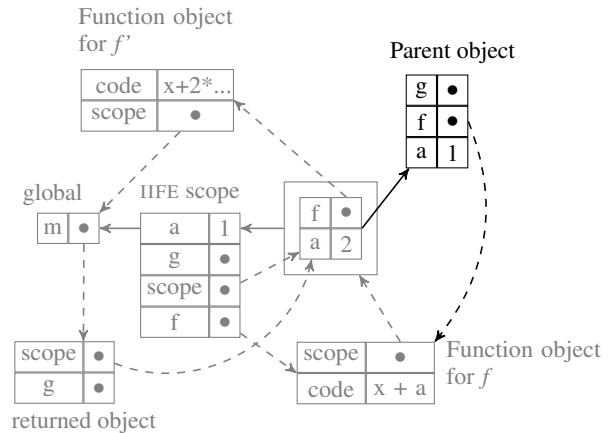 Function object
for f’
Parent object
code x+2*...
scope
g
f
a 1
global
IIFE scope
m
a 1
g
scope
f
f
a 2
scope
g
returned object
scope
code x + a
Function object
for f